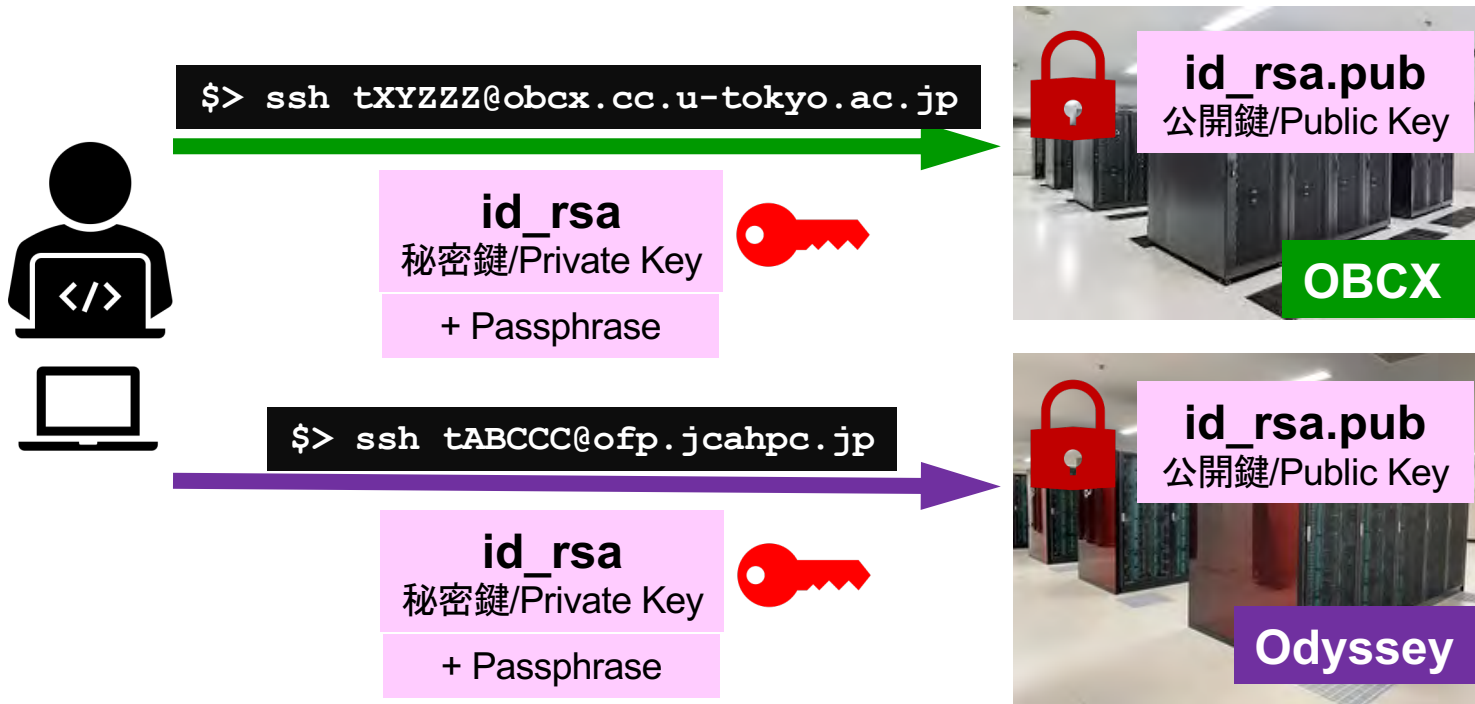 $> ssh tXYZZZ@obcx.cc.u-tokyo.ac.jp
id_rsa
秘密鍵/Private Key
+ Passphrase
id_rsa.pub
公開鍵/Public Key
OBCX
</>
$> ssh tABCCC@ofp.jcahpc.jp
id_rsa
秘密鍵/Private Key
+ Passphrase
id_rsa.pub
公開鍵/Public Key
Odyssey